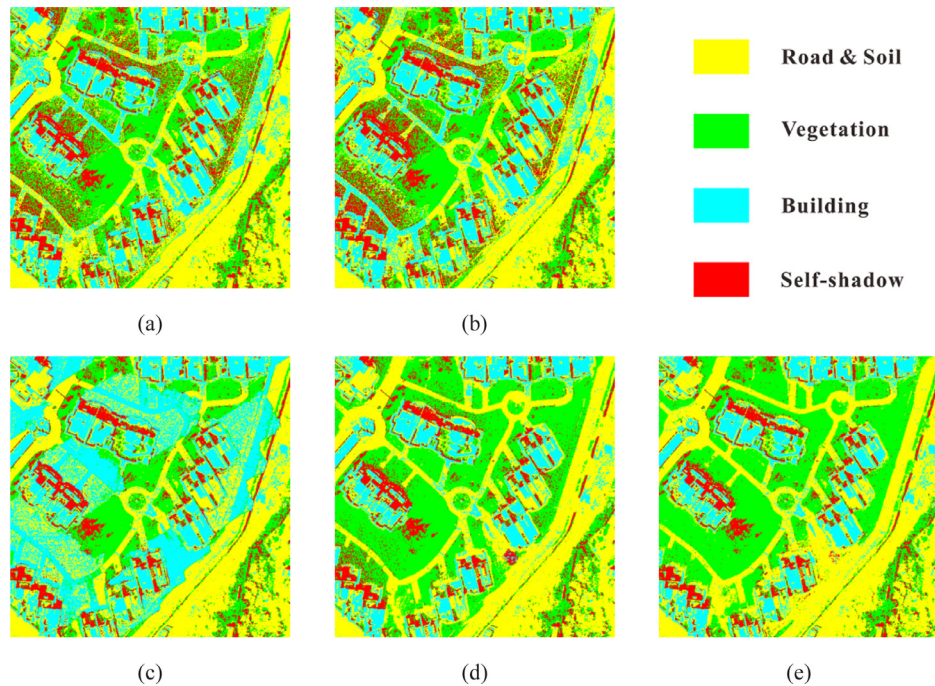 Road & Soil
Vegetation
Building
Self-shadow
(a)
(b)
(c)
(d)
(e)